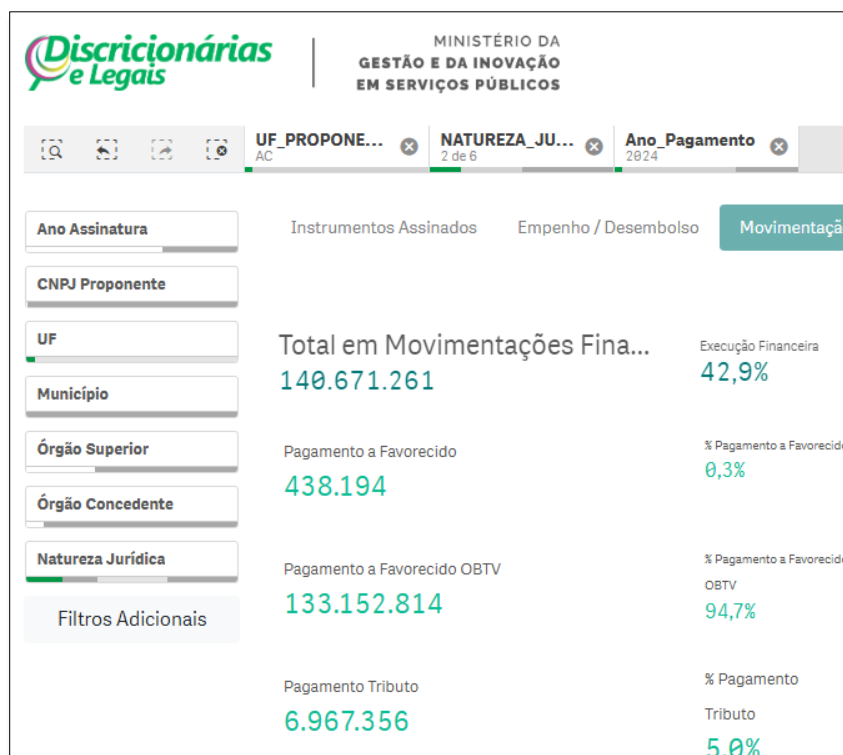 Discricionárias
e Legais
MINISTÉRIO DA
GESTÃO E DA INOVAÇÃO
EM SERVIÇOS PÚBLICOS
UF_PROPONE...
AC
NATUREZA_JU...
2 de 6
Ano_Pagamento
2024
Ano Assinatura
CNPJ Proponente
UF
Município
Órgão Superior
Órgão Concedente
Natureza Jurídica
Filtros Adicionais
Instrumentos Assinados
Empenho / Desembolso
Movimentaçã
Total em Movimentações Fina...
140.671.261
Execução Financeira
42,9%
Pagamento a Favorecido
438.194
% Pagamento a Favorecido
0,3%
Pagamento a Favorecido OBTV
133.152.814
% Pagamento a Favorecido
OBTV
94,7%
Pagamento Tributo
6.967.356
% Pagamento
Tributo
5,0%